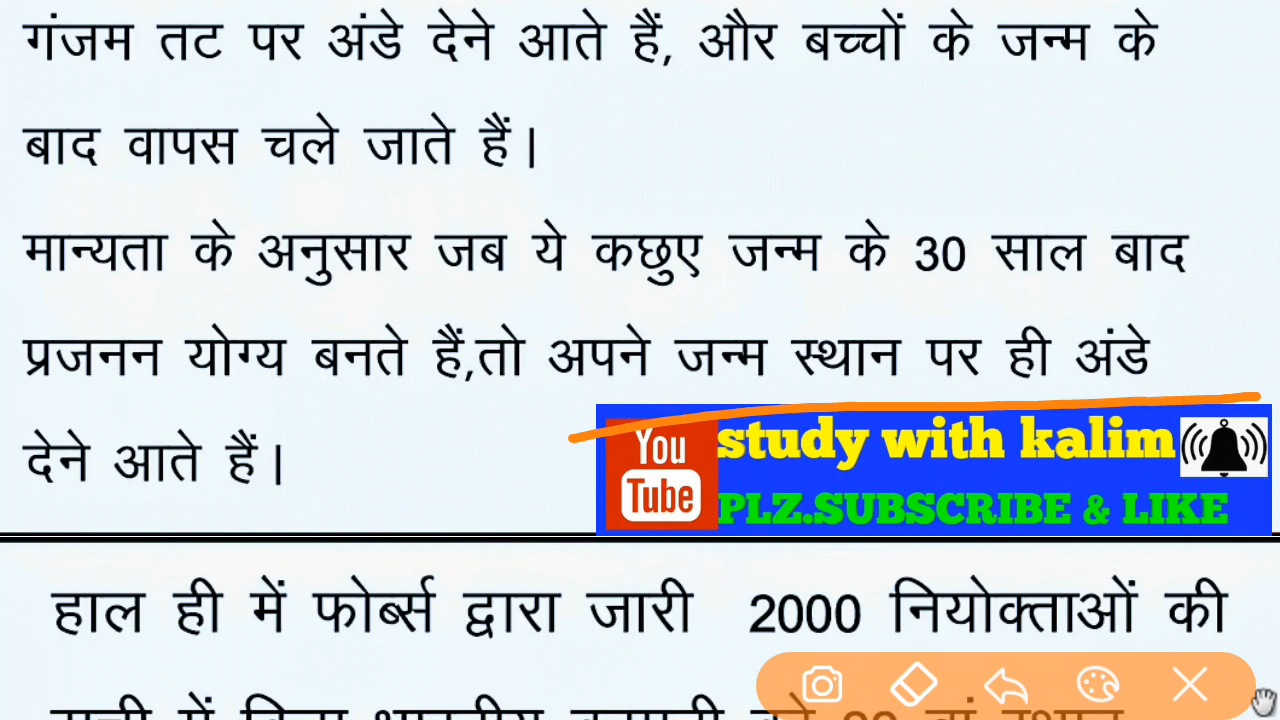 गंजम तट पर अंडे देने आते हैं, और बच्चों के जन्म के
बाद वापस चले जाते हैं।
मान्यता के अनुसार जब ये कछुए जन्म के 30 साल बाद
प्रजनन योग्य बनते हैं,तो अपने जन्म स्थान पर ही अंडे
देने आते हैं।
You
Tube
study with kalim
PLZ.SUBSCRIBE & LIKE
हाल ही में फोर्ब्स द्वारा जारी 2000 नियोक्ताओं की